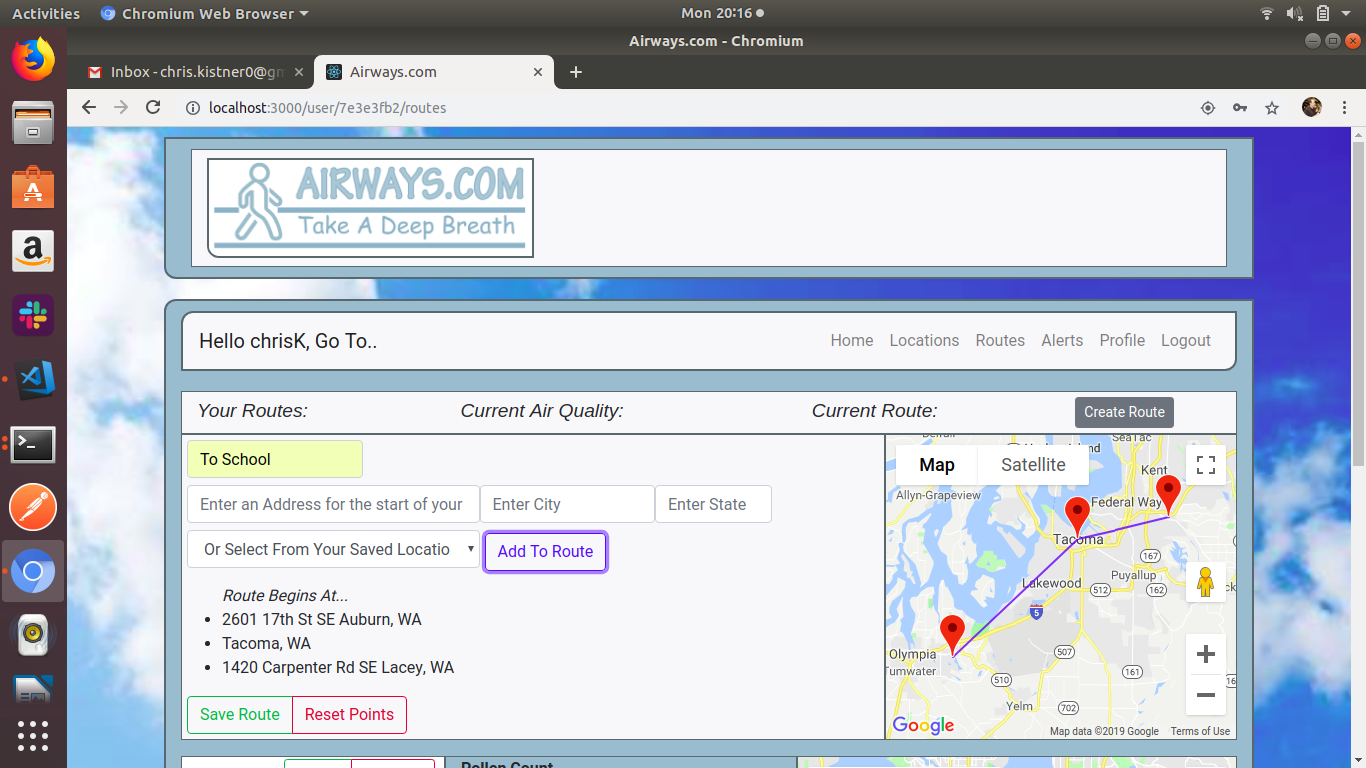 Activities Chromium Web Browser Mon 20:16
Airways.com - Chromium
Inbox - chris.kistner0@gm Airways.com
localhost:3000/user/7e3e3fb2/routes
AIRWAYS.COM
Take A Deep Breath
Hello chrisK, Go To.. Home Locations Routes Alerts Profile Logout
Your Routes: Current Air Quality: Current Route: Create Route
To School
Enter an Address for the start of your Enter City Enter State
Or Select From Your Saved Locatio Add To Route
Route Begins At...
2601 17th St SE Auburn, WA
Tacoma, WA
1420 Carpenter Rd SE Lacey, WA
Save Route Reset Points
SeaTac
Map Satellite
Kent
Allyn-Grapeview
Federal Way
Tacoma
167
Puyallup
Lakewood
512 162
5
Olympia
507
Tumwater
161
510
Yelm
702
Google
Map data ©2019 Google Terms of Use
Pollen Count